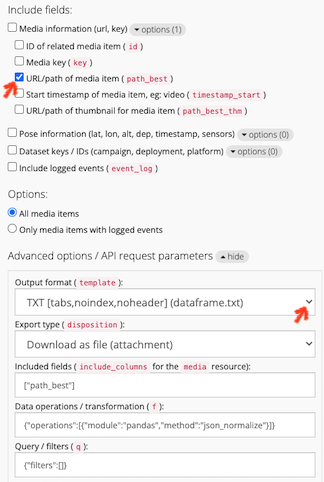 Include fields:
Media information (url, key) options (1)
ID of related media item ( id )
Media key ( key )
URL/path of media item ( path_best )
Start timestamp of media item, eg: video ( timestamp_start )
URL/path of thumbnail for media item ( path_best_thm )
Pose information (lat, lon, alt, dep, timestamp, sensors) options (0)
Dataset keys / IDs (campaign, deployment, platform) options (0)
Include logged events ( event_log )
Options:
All media items
Only media items with logged events
Advanced options / API request parameters hide
Output format ( template ):
TXT [tabs,noindex,noheader] (dataframe.txt)
Export type ( disposition ):
Download as file (attachment)
Included fields ( include_columns for the media resource):
["path_best"]
Data operations / transformation ( f ):
{"operations":[{"module":"pandas","method":"json_normalize"}]}
Query / filters ( q ):
{"filters":[]}